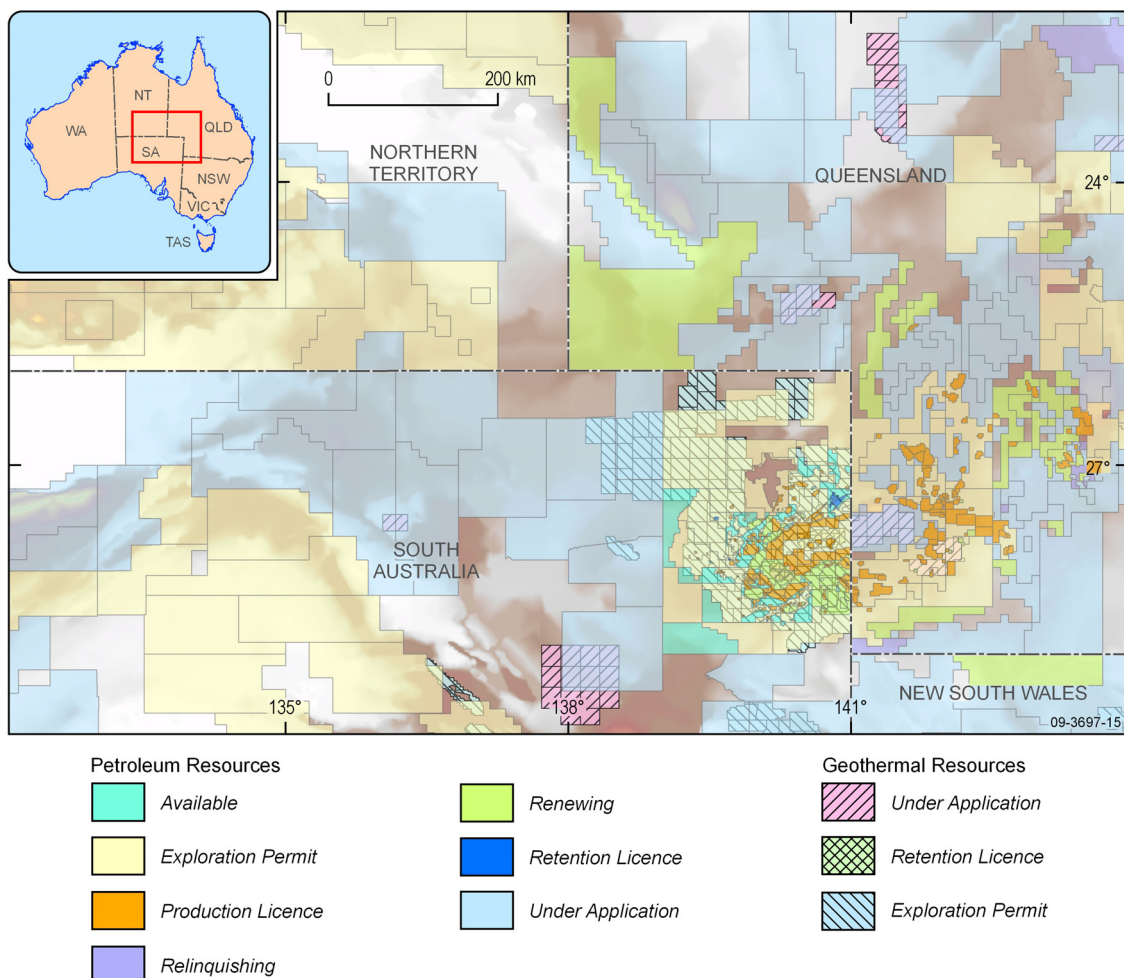 NT
WA
QLD
SA
NSW
VIC
TAS
0
200 km
NORTHERN
TERRITORY
QUEENSLAND
24°
27°
SOUTH
AUSTRALIA
NEW SOUTH WALES
135°
138°
141°
09-3697-15
Petroleum Resources
Geothermal Resources
Available
Renewing
Under Application
Exploration Permit
Retention Licence
Retention Licence
Production Licence
Under Application
Exploration Permit
Relinquishing